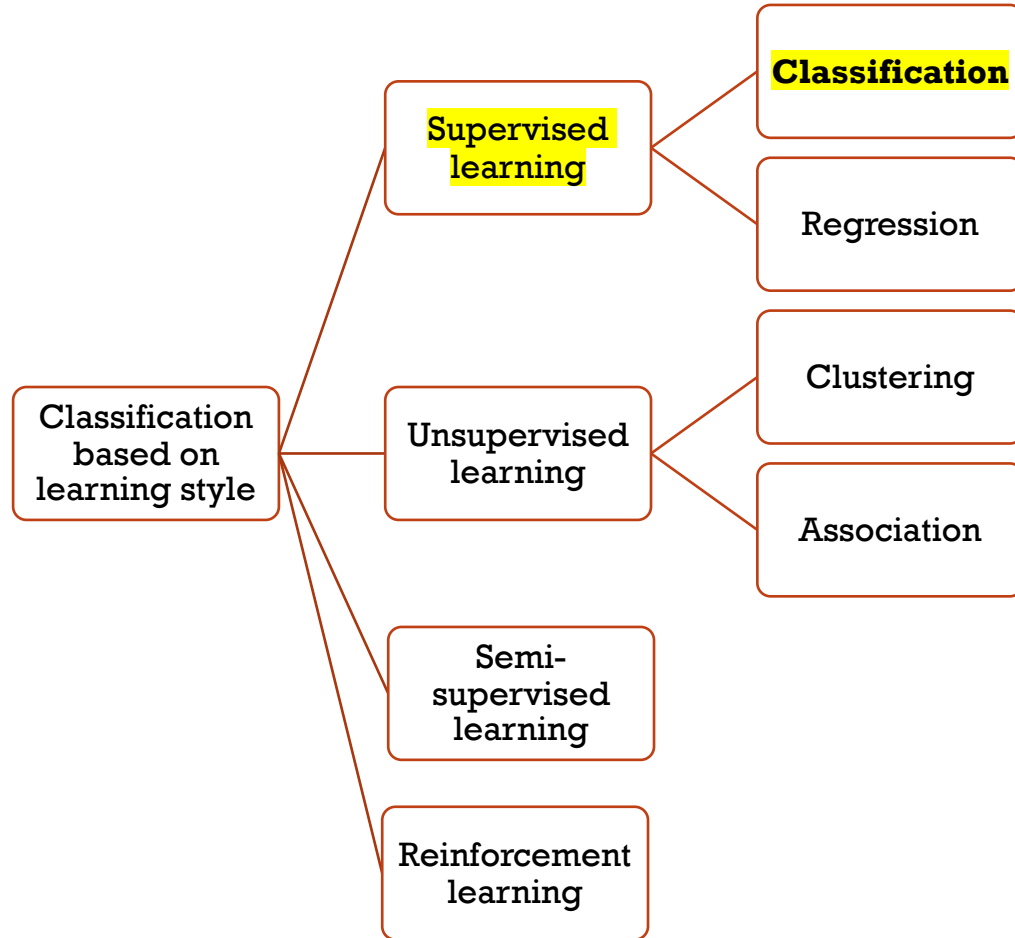 Classification
based on
learning style
Supervised
learning
Classification
Regression
Unsupervised
learning
Clustering
Association
Semi-
supervised
learning
Reinforcement
learning